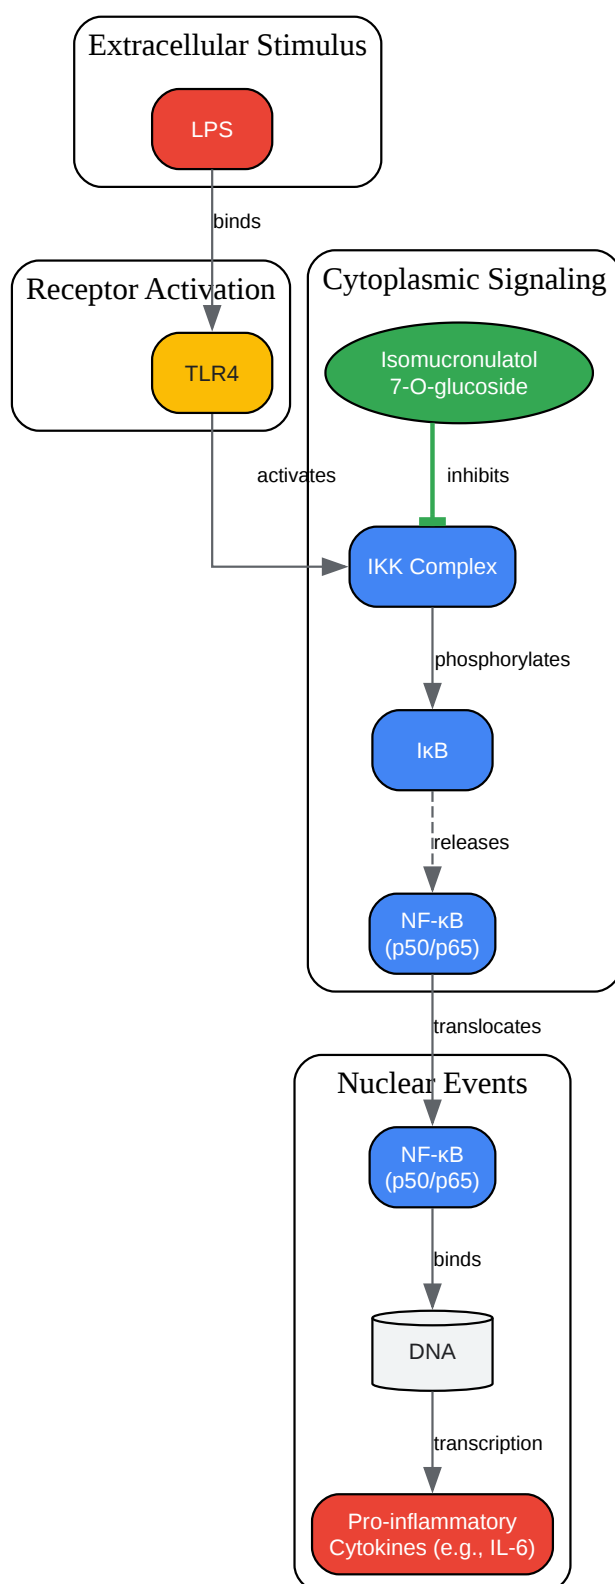 Extracellular Stimulus
LPS
binds
Receptor Activation
TLR4
activates
Cytoplasmic Signaling
Isomucronulatol
7-O-glucoside
inhibits
IKK Complex
phosphorylates
IκB
releases
NF-κB
(p50/p65)
translocates
Nuclear Events
NF-κB
(p50/p65)
binds
DNA
transcription
Pro-inflammatory
Cytokines (e.g., IL-6)